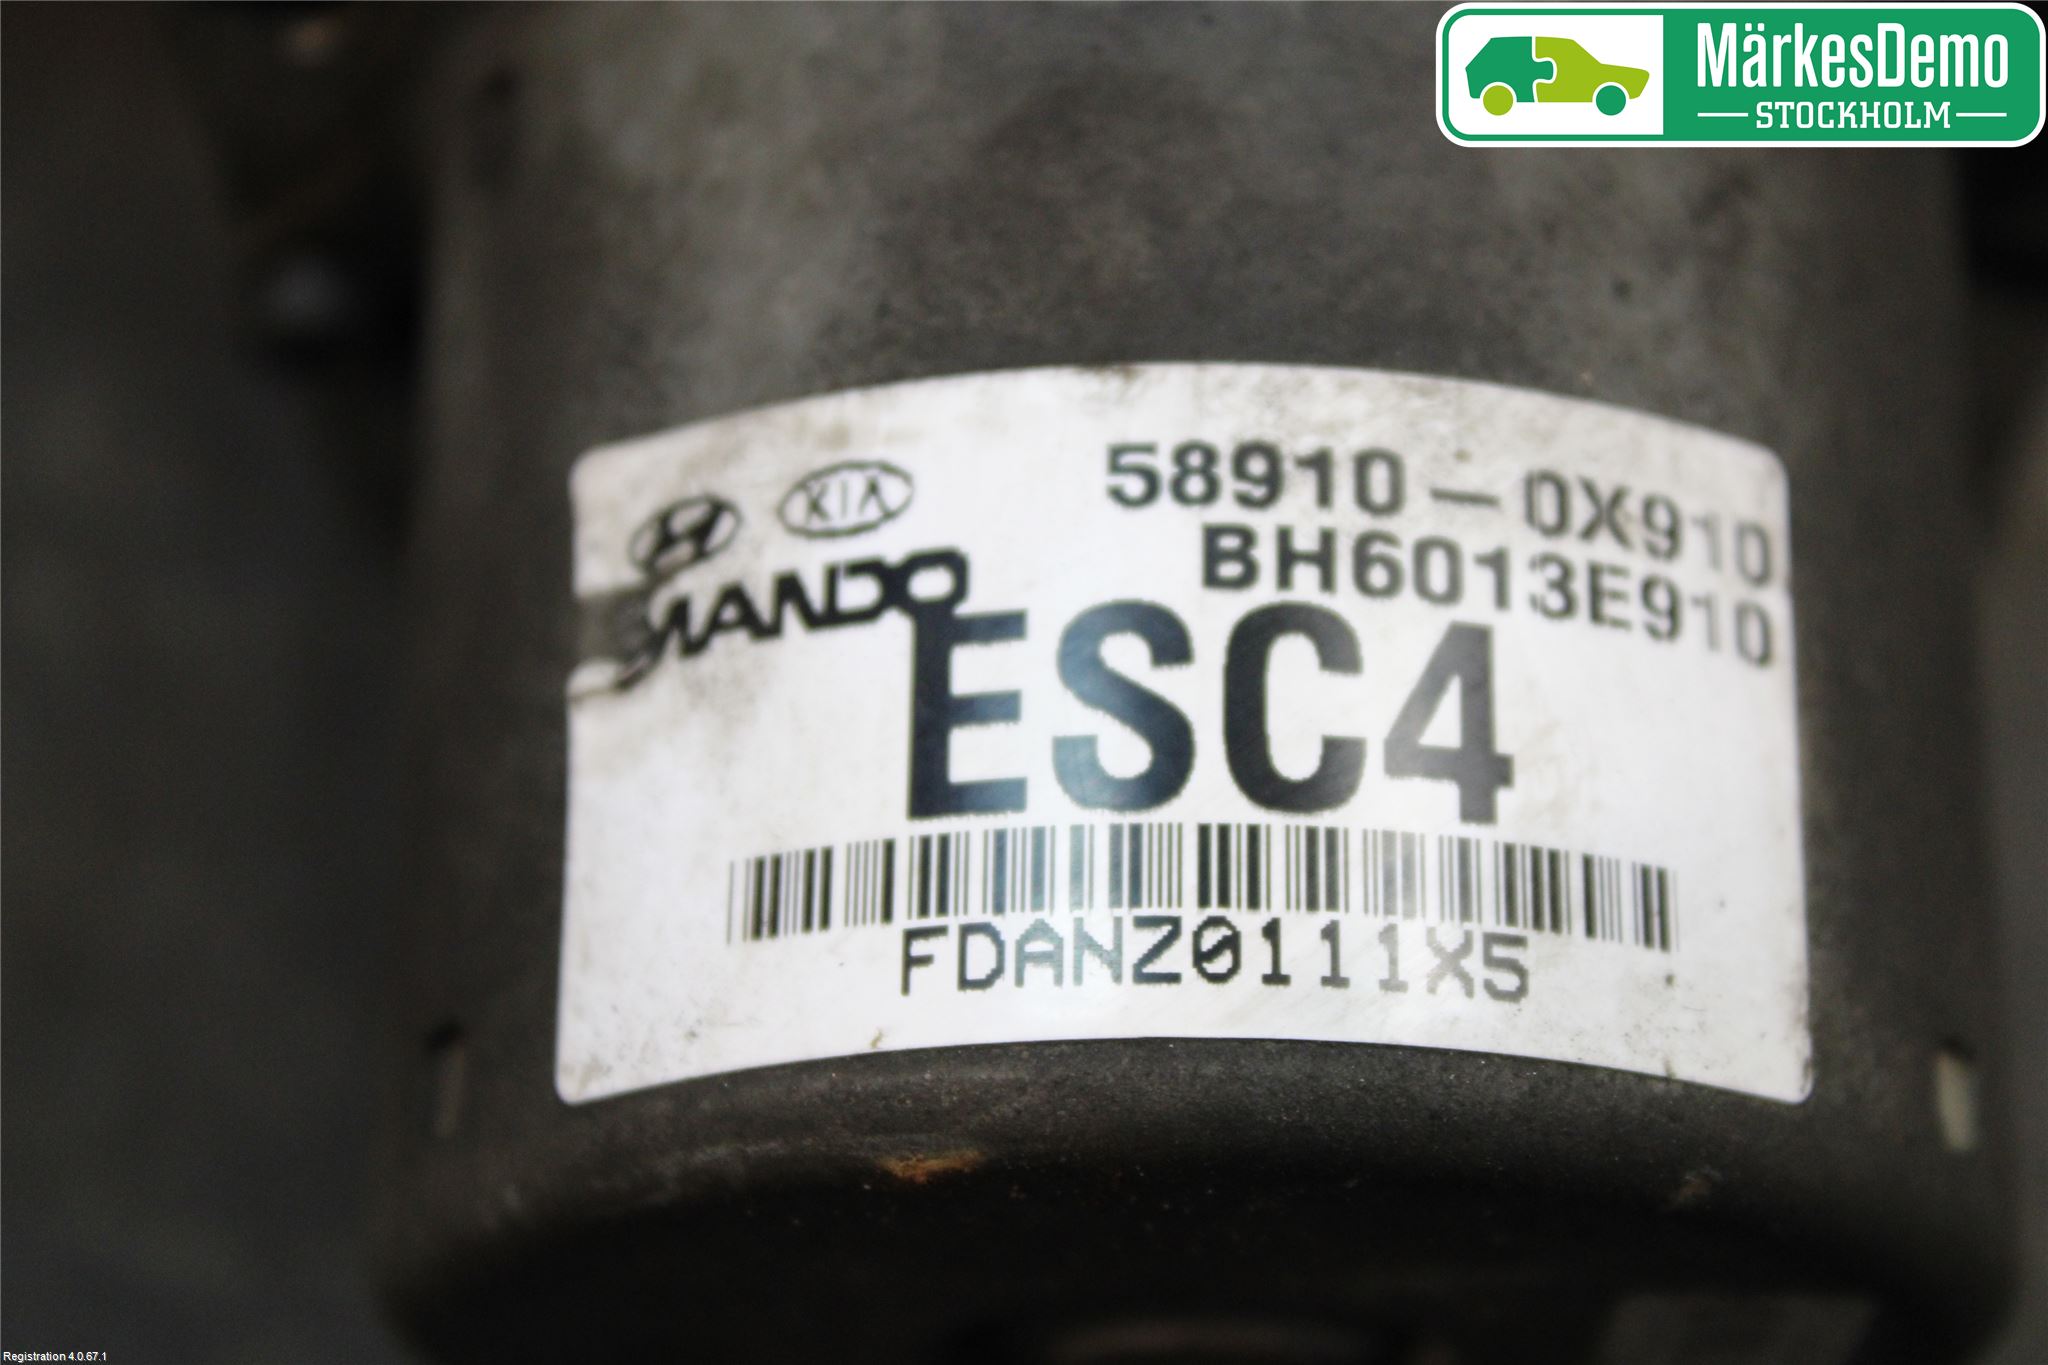 MärkesDemo
STOCKHOLM
KIA
58910-0X910
BH6013E910
MANDO
ESC4
FDANZ0111X5
Registration 4.0.67.1